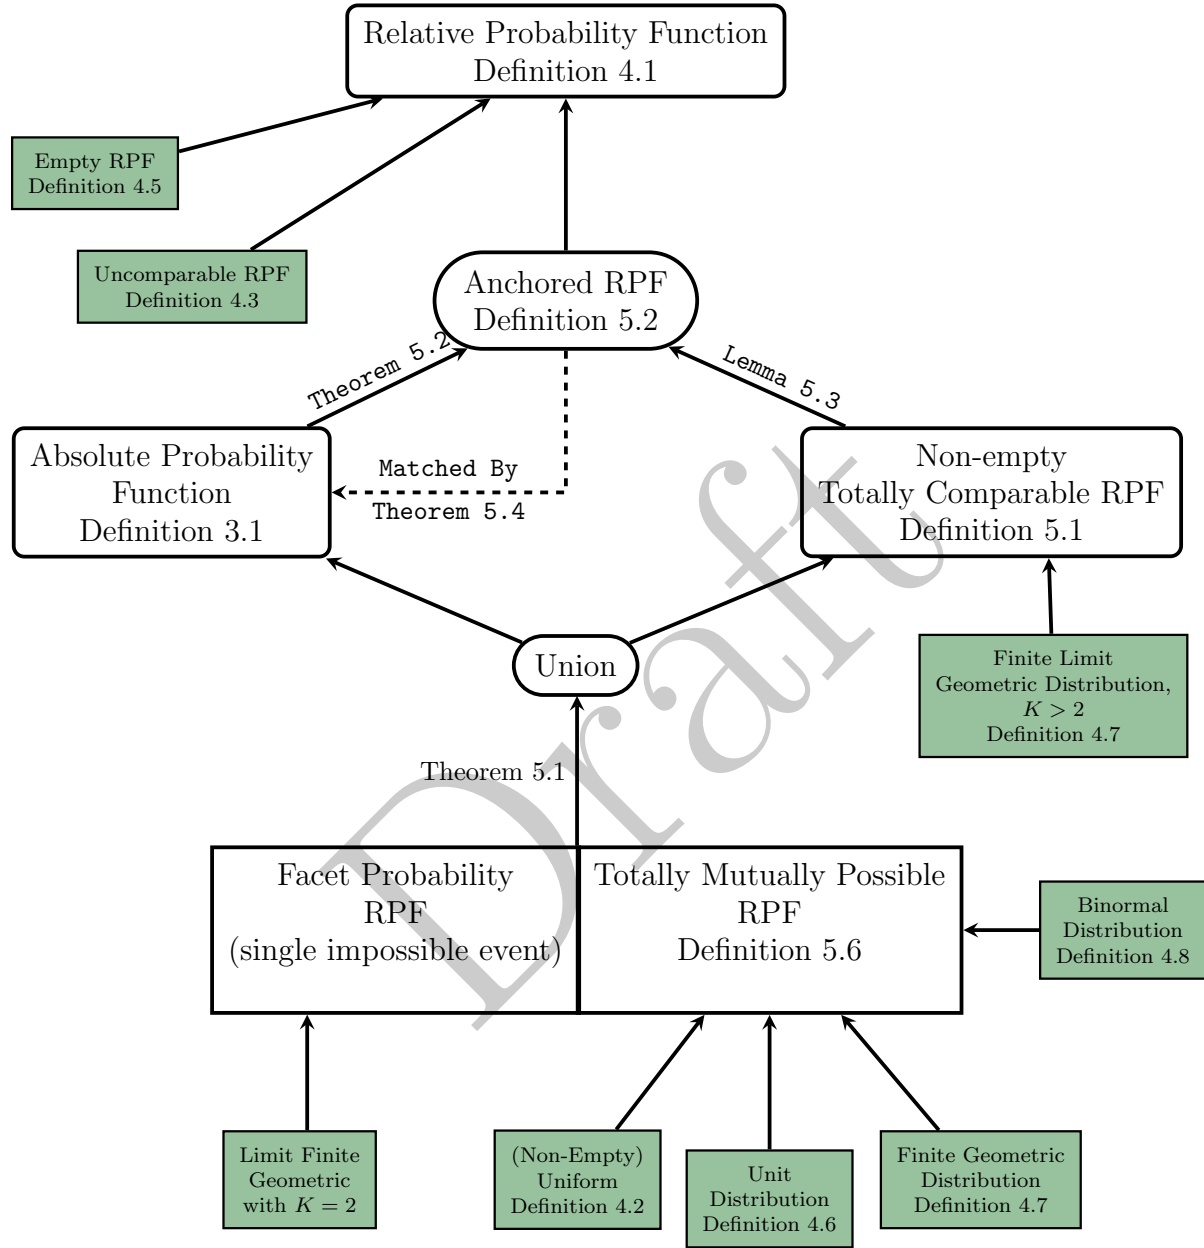 Relative Probability Function
Definition 4.1
Empty RPF
Definition 4.5
Uncomparable RPF
Definition 4.3
Anchored RPF
Definition 5.2
Theorem 5.2
Lemma 5.3
Absolute Probability
Function
Definition 3.1
Matched By
Theorem 5.4
Non-empty
Totally Comparable RPF
Definition 5.1
Union
Finite Limit
Geometric Distribution,
K > 2
Definition 4.7
Theorem 5.1
Draft
Facet Probability
RPF
(single impossible event)
Totally Mutually Possible
RPF
Definition 5.6
Binormal
Distribution
Definition 4.8
Limit Finite
Geometric
with K = 2
(Non-Empty)
Uniform
Definition 4.2
Unit
Distribution
Definition 4.6
Finite Geometric
Distribution
Definition 4.7